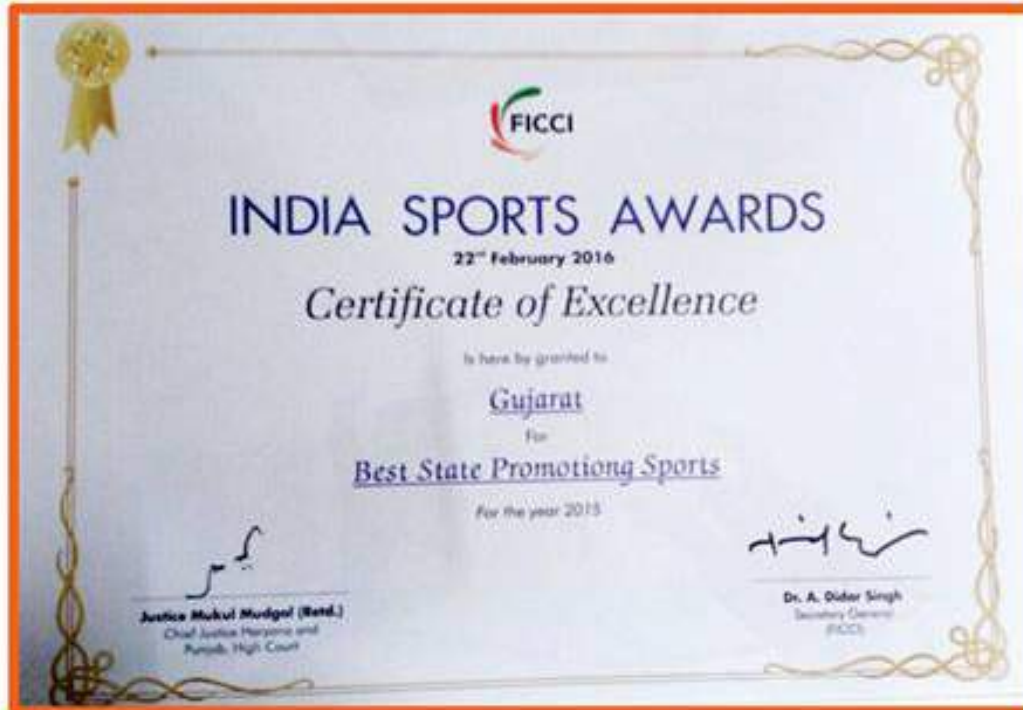 FICCI
INDIA SPORTS AWARDS
22nd February 2016
Certificate of Excellence
Is here by granted to
Gujarat
For
Best State Promotiong Sports
For the year 2015
Justice Mukul Mudgal (Retd.)
Chief Justice Haryana and
Punjab, High Court
Dr. A. Didar Singh
Secretary General
(FICCI)